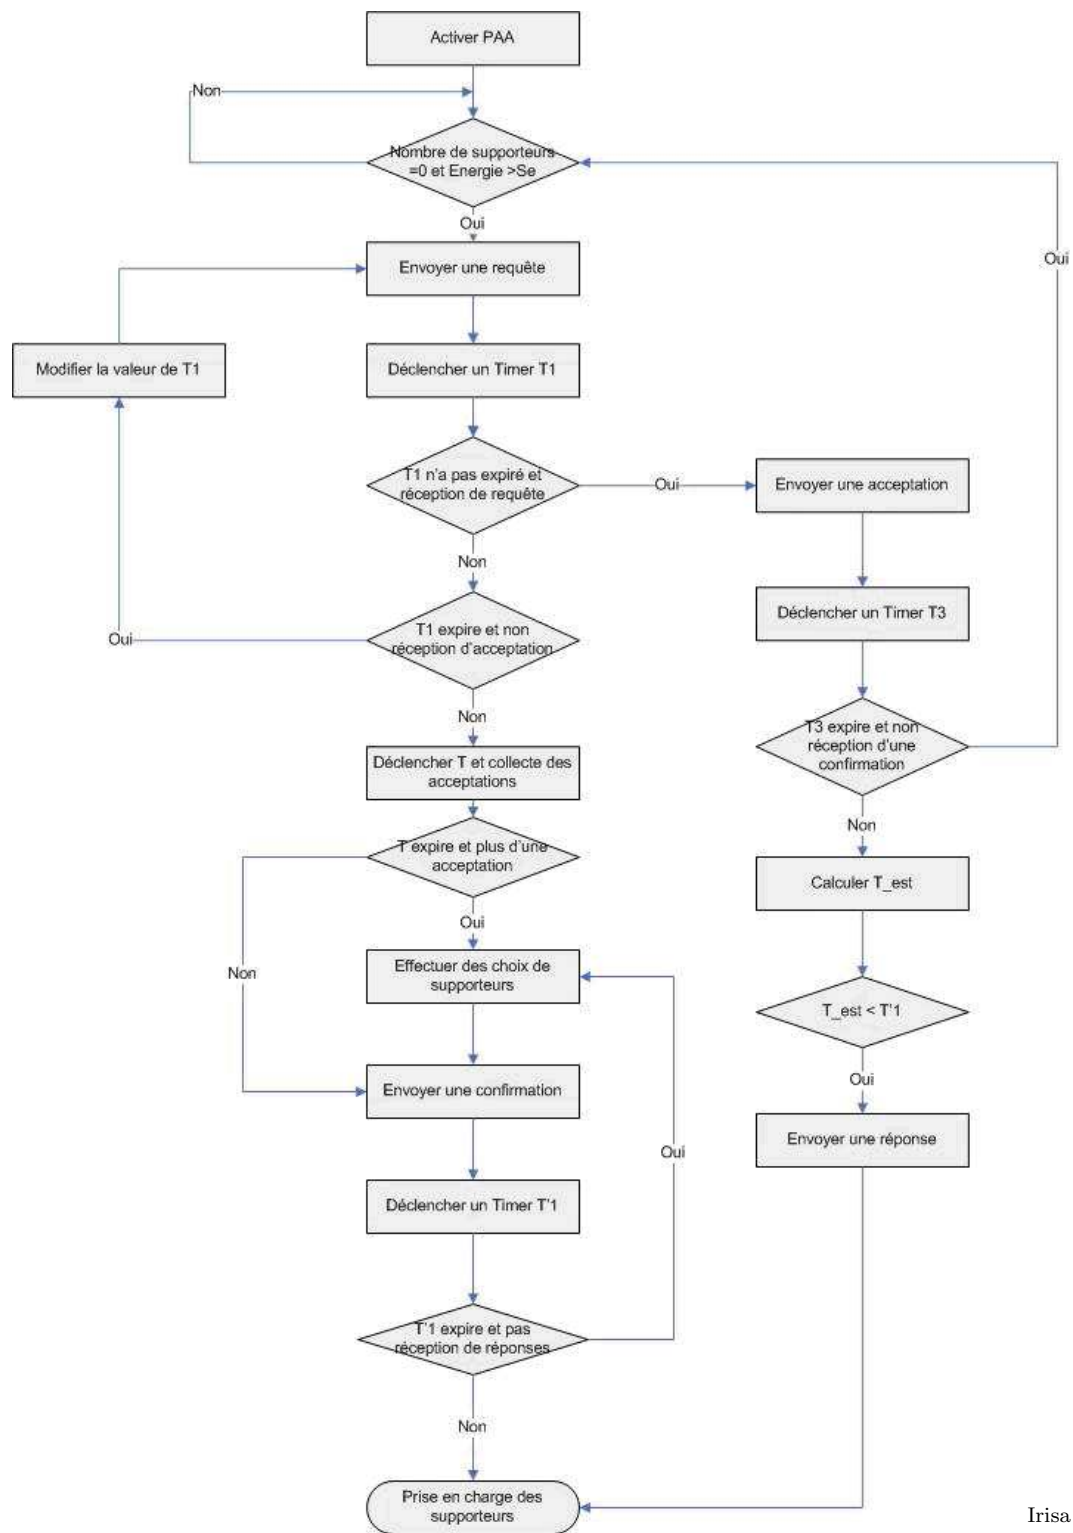 Activer PAA
Non
Nombre de supporteurs
=0 et Energie >Se
Oui
Envoyer une requête
Oui
Déclencher un Timer T1
Modifier la valeur de T1
T1 n'a pas expiré et
réception de requête
Oui
Envoyer une acceptation
Non
Déclencher un Timer T3
T1 expire et non
réception d'acceptation
Oui
Non
T3 expire et non
réception d'une
confirmation
Déclencher T et collecte des
acceptations
Non
T expire et plus d'une
acceptation
Calculer T_est
Oui
Non
Effectuer des choix de
supporteurs
T_est < T'1
Oui
Envoyer une confirmation
Envoyer une réponse
Oui
Déclencher un Timer T'1
T'1 expire et pas
réception de réponses
Non
Prise en charge des
supporteurs
Irisa